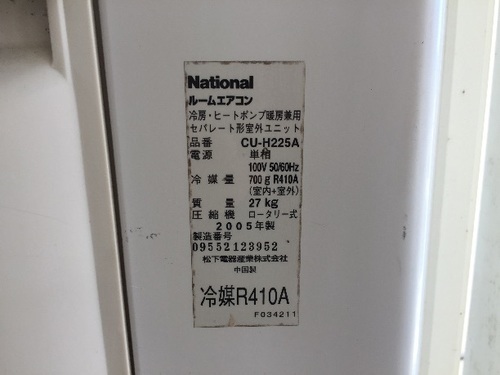 National
ルームエアコン
冷房・ヒートポンプ暖房兼用
セパレート形室外ユニット
品番 CU-H225A
電源 単相
100V 50/60Hz
冷媒量 700g R410A
(室内+室外)
質量 27kg
圧縮機 ロータリー式
2005年製
製造番号
09552123952
松下電器産業株式会社
中国製
冷媒R410A
F034211